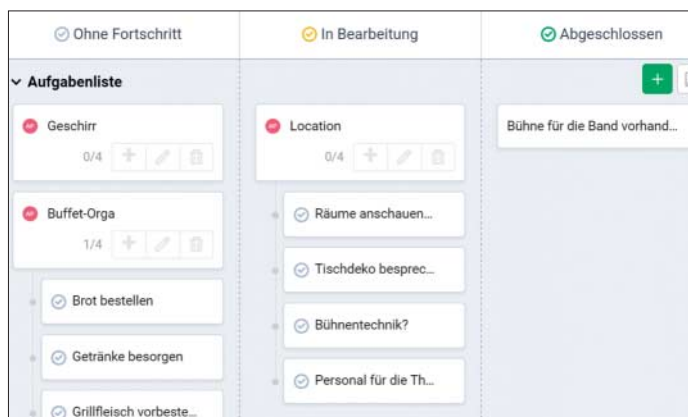 Ohne Fortschritt
In Bearbeitung
Abgeschlossen
Aufgabenliste
Geschirr
0/4
Buffet-Orga
1/4
Brot bestellen
Getränke besorgen
Grillfleisch vorbeste...
Location
0/4
Räume anschauen...
Tischdeko besprec...
Bühnentechnik?
Personal für die Th...
Bühne für die Band vorhand...